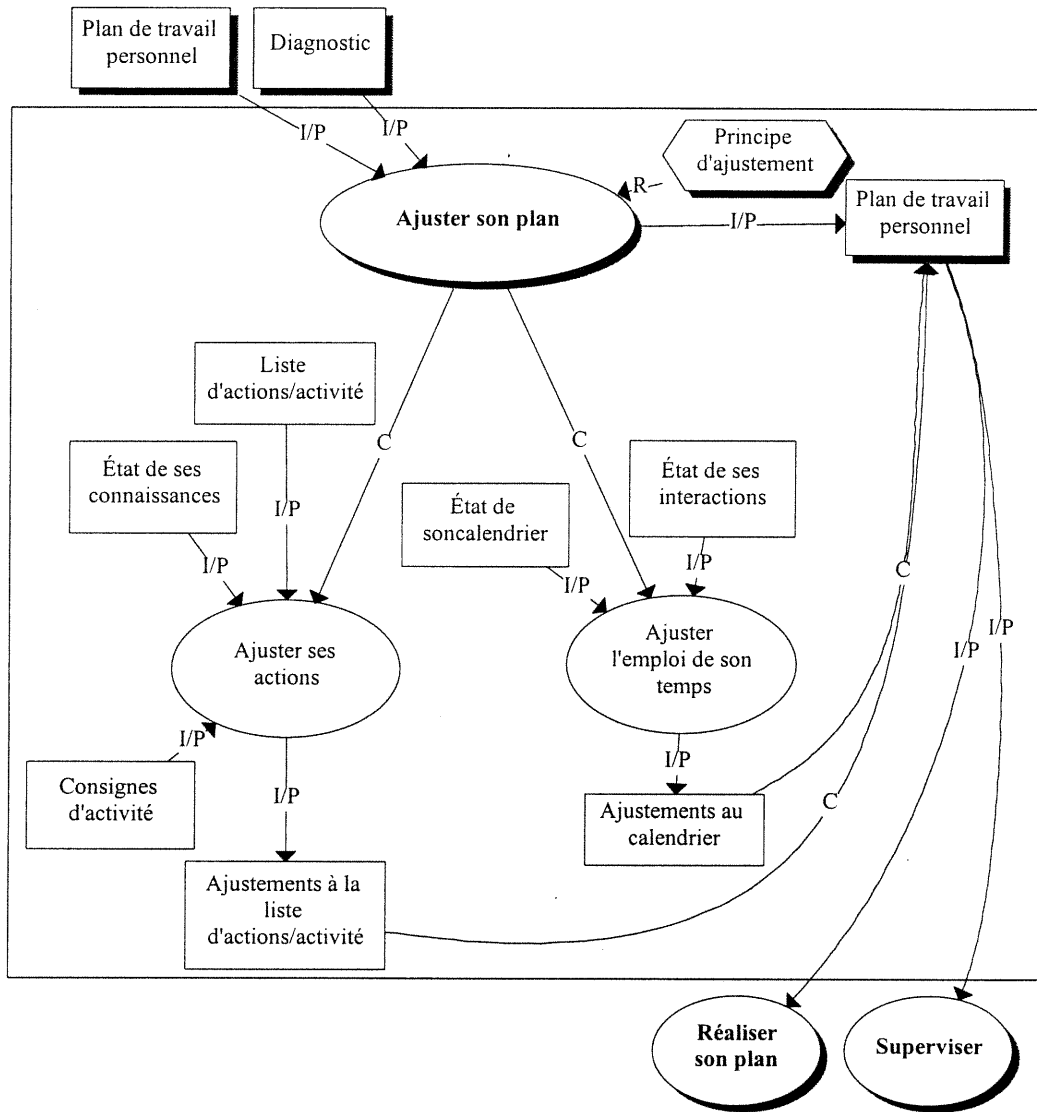 Plan de travail
personnel
Diagnostic
I/P
I/P
Principe
d'ajustement
R
Ajuster son plan
I/P
Plan de travail
personnel
Liste
d'actions/activité
C
C
État de ses
connaissances
I/P
État de
soncalendrier
État de ses
interactions
I/P
I/P
I/P
C
Ajuster ses
actions
Ajuster
l'emploi de son
temps
I/P
I/P
I/P
I/P
Consignes
d'activité
I/P
Ajustements au
calendrier
C
Ajustements à la
liste
d'actions/activité
Réaliser
son plan
Superviser